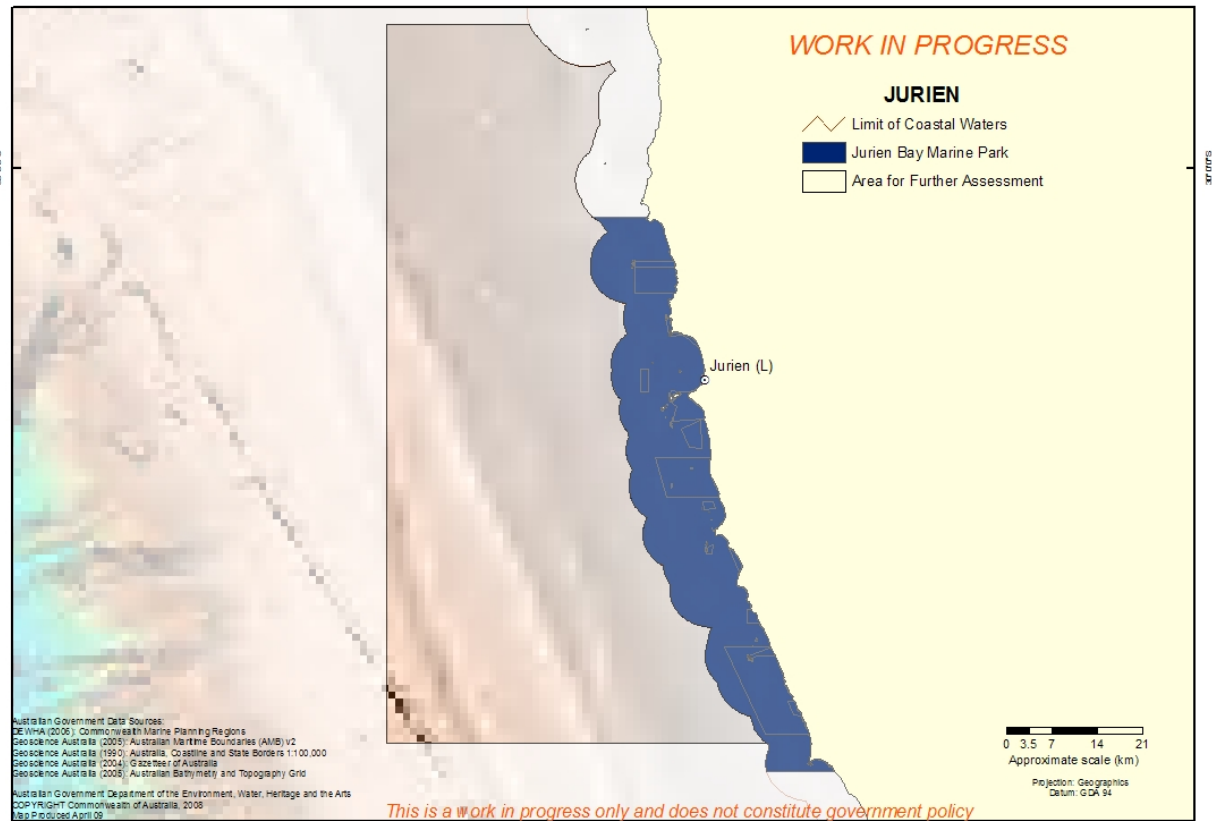 WORK IN PROGRESS
JURIEN
Limit of Coastal Waters
Jurien Bay Marine Park
Area for Further Assessment
Jurien (L)
0 3.5 7 14 21
Approximate scale (km)
Projection: Geographics
Datum: GDA 94
Australian Government Data Sources:
DEWHA (2006): Commonwealth Marine Planning Regions
Geoscience Australia (2005): Australian Maritime Boundaries (AMB) v2
Geoscience Australia (1990): Australia, Coastline and State Borders 1:100,000
Geoscience Australia (2004): Gazetteer of Australia
Geoscience Australia (2005): Australian Bathymetry and Topography Grid
Australian Government Department of the Environment, Water, Heritage and the Arts
COPYRIGHT Commonwealth of Australia, 2008
Map Produced April 09
This is a work in progress only and does not constitute government policy